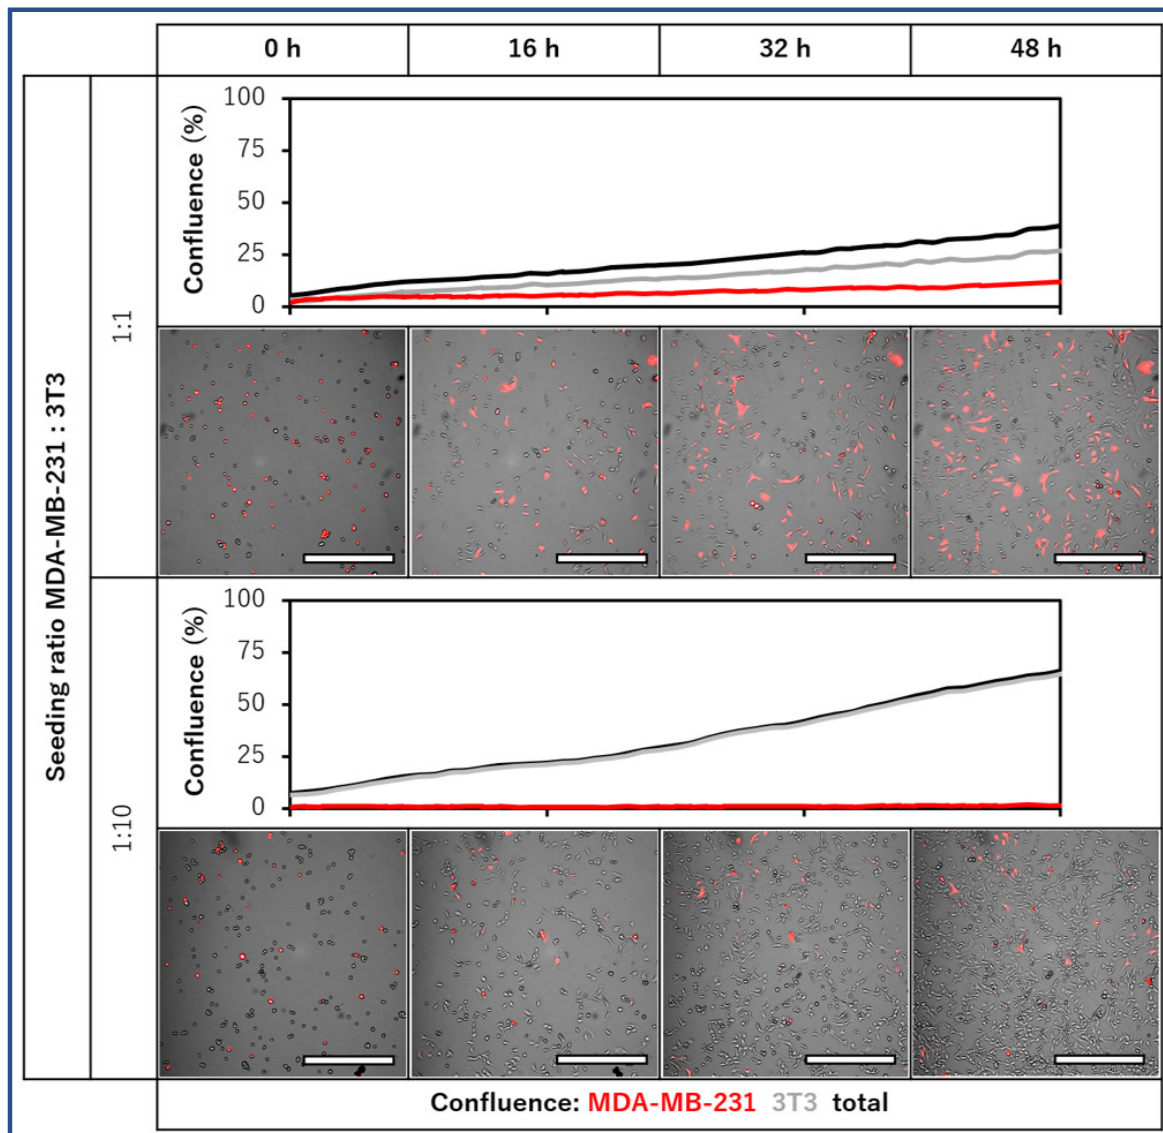 0 h 16 h 32 h 48 h
Seeding ratio MDA-MB-231 : 3T3
1:1
Confluence (%)
100
75
50
25
0
1:10
Confluence (%)
100
75
50
25
0
Confluence: MDA-MB-231 3T3 total